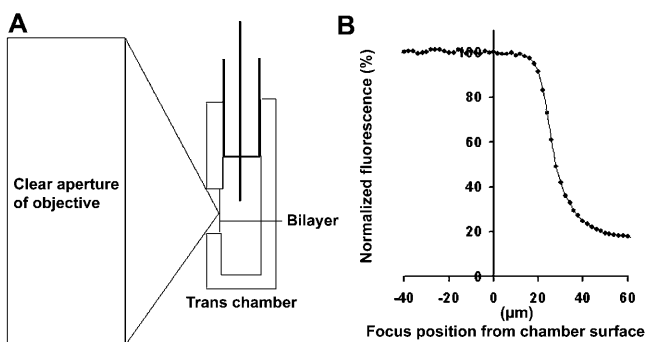 A
Clear aperture
of objective
Bilayer
Trans chamber
B
Normalized fluorescence (%)
100
80
60
40
20
0
-40 -20 0 20 40 60
(µm)
Focus position from chamber surface